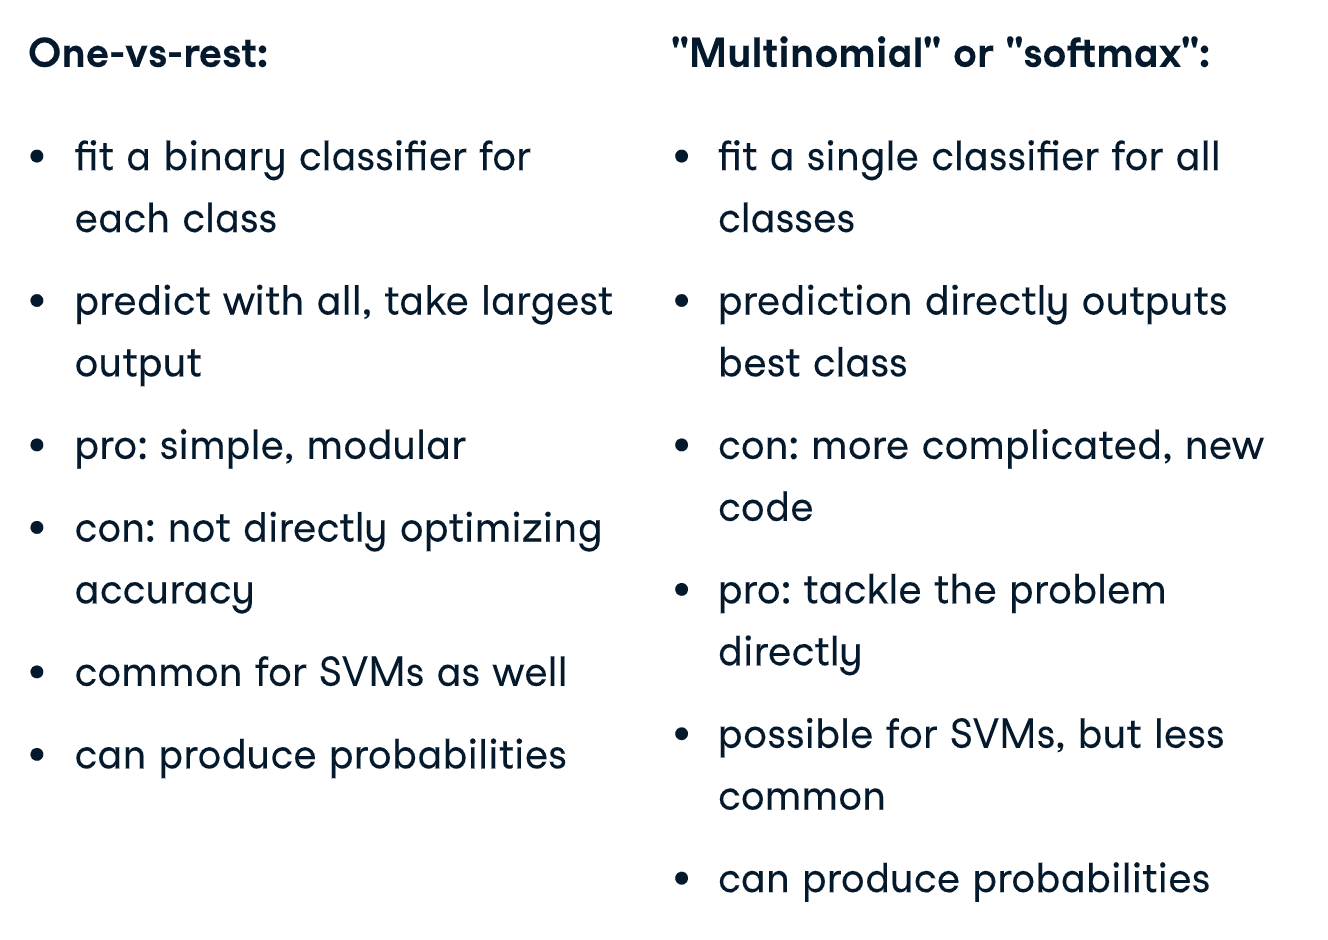 One-vs-rest:
• fit a binary classifier for
each class
• predict with all, take largest
output
• pro: simple, modular
• con: not directly optimizing
accuracy
• common for SVMs as well
• can produce probabilities
"Multinomial" or "softmax":
• fit a single classifier for all
classes
• prediction directly outputs
best class
• con: more complicated, new
code
• pro: tackle the problem
directly
• possible for SVMs, but less
common
• can produce probabilities